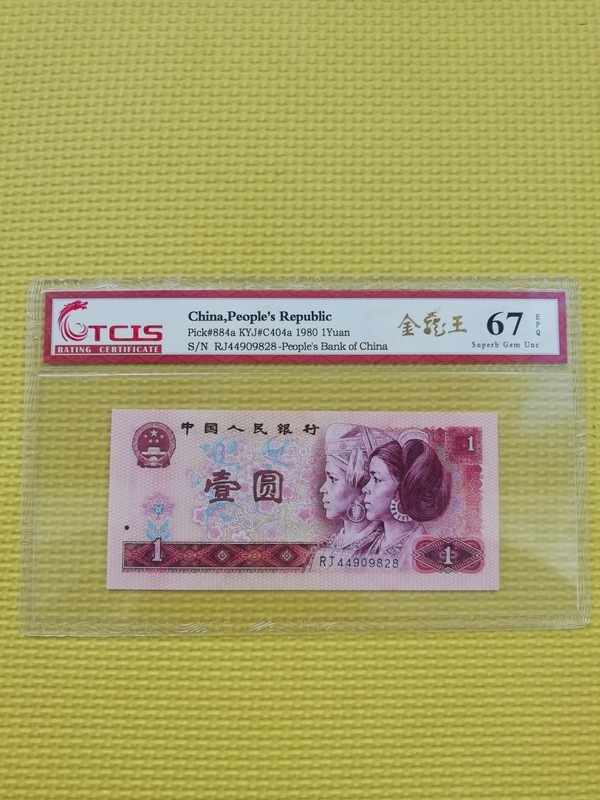 TCIS
RATING CERTIFICATE
China,People's Republic
Pick#884a KYJ#C404a 1980 1Yuan
S/N RJ44909828-People's Bank of China
金龍王
67
EPQ
Superb Gem Unc
中国人民银行
1
壹圆
1
RJ44909828
1